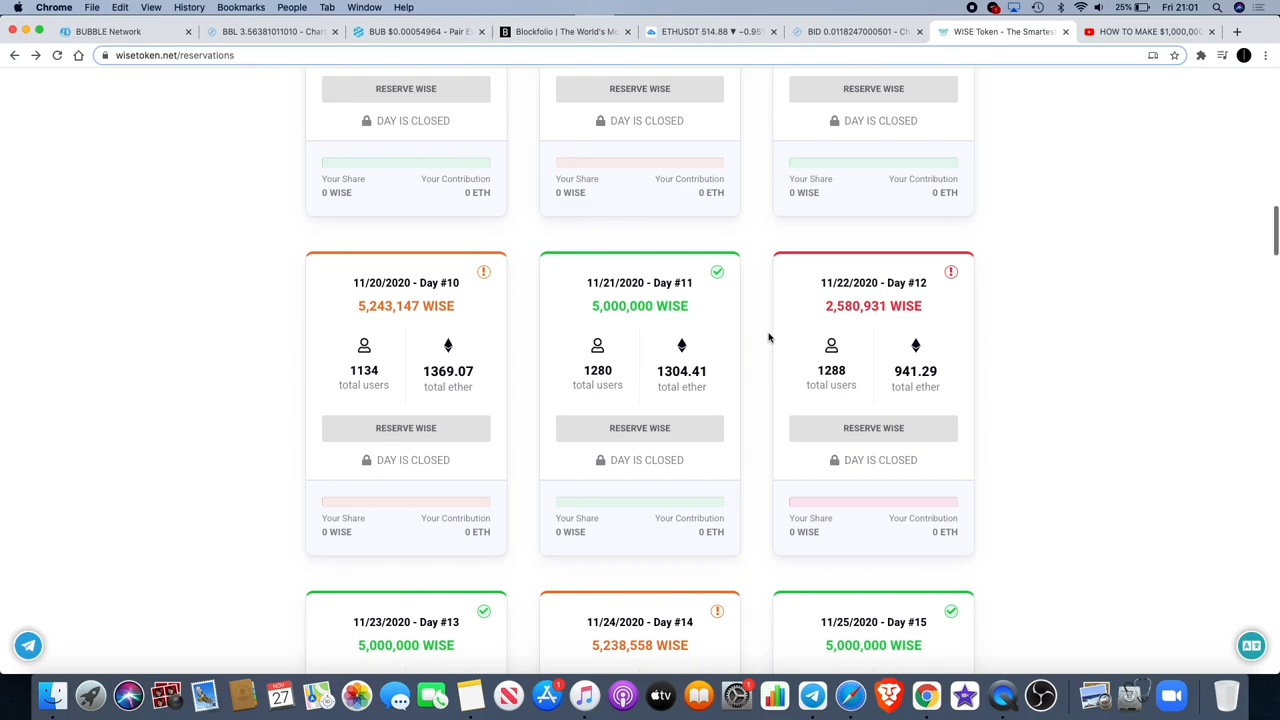 Chrome File Edit View History Bookmarks People Tab Window Help 1 25% Fri 21:01
BUBBLE Network BBL 3.56381011010 - Chart BUB $0.00054964 - Pair E Blockfolio | The World's Mo ETHUSDT 514.88 ▼ −0.95% BID 0.0118247000501 - Ch WISE Token - The Smartes HOW TO MAKE $1,000,000
wisetoken.net/reservations
RESERVE WISE RESERVE WISE RESERVE WISE
DAY IS CLOSED DAY IS CLOSED DAY IS CLOSED
Your Share Your Contribution Your Share Your Contribution Your Share Your Contribution
0 WISE 0 ETH 0 WISE 0 ETH 0 WISE 0 ETH
11/20/2020 - Day #10 11/21/2020 - Day #11 11/22/2020 - Day #12
5,243,147 WISE 5,000,000 WISE 2,580,931 WISE
1134 1369.07 1280 1304.41 1288 941.29
total users total ether total users total ether total users total ether
RESERVE WISE RESERVE WISE RESERVE WISE
DAY IS CLOSED DAY IS CLOSED DAY IS CLOSED
Your Share Your Contribution Your Share Your Contribution Your Share Your Contribution
0 WISE 0 ETH 0 WISE 0 ETH 0 WISE 0 ETH
11/23/2020 - Day #13 11/24/2020 - Day #14 11/25/2020 - Day #15
5,000,000 WISE 5,238,558 WISE 5,000,000 WISE
NOV
27 1 tv 1